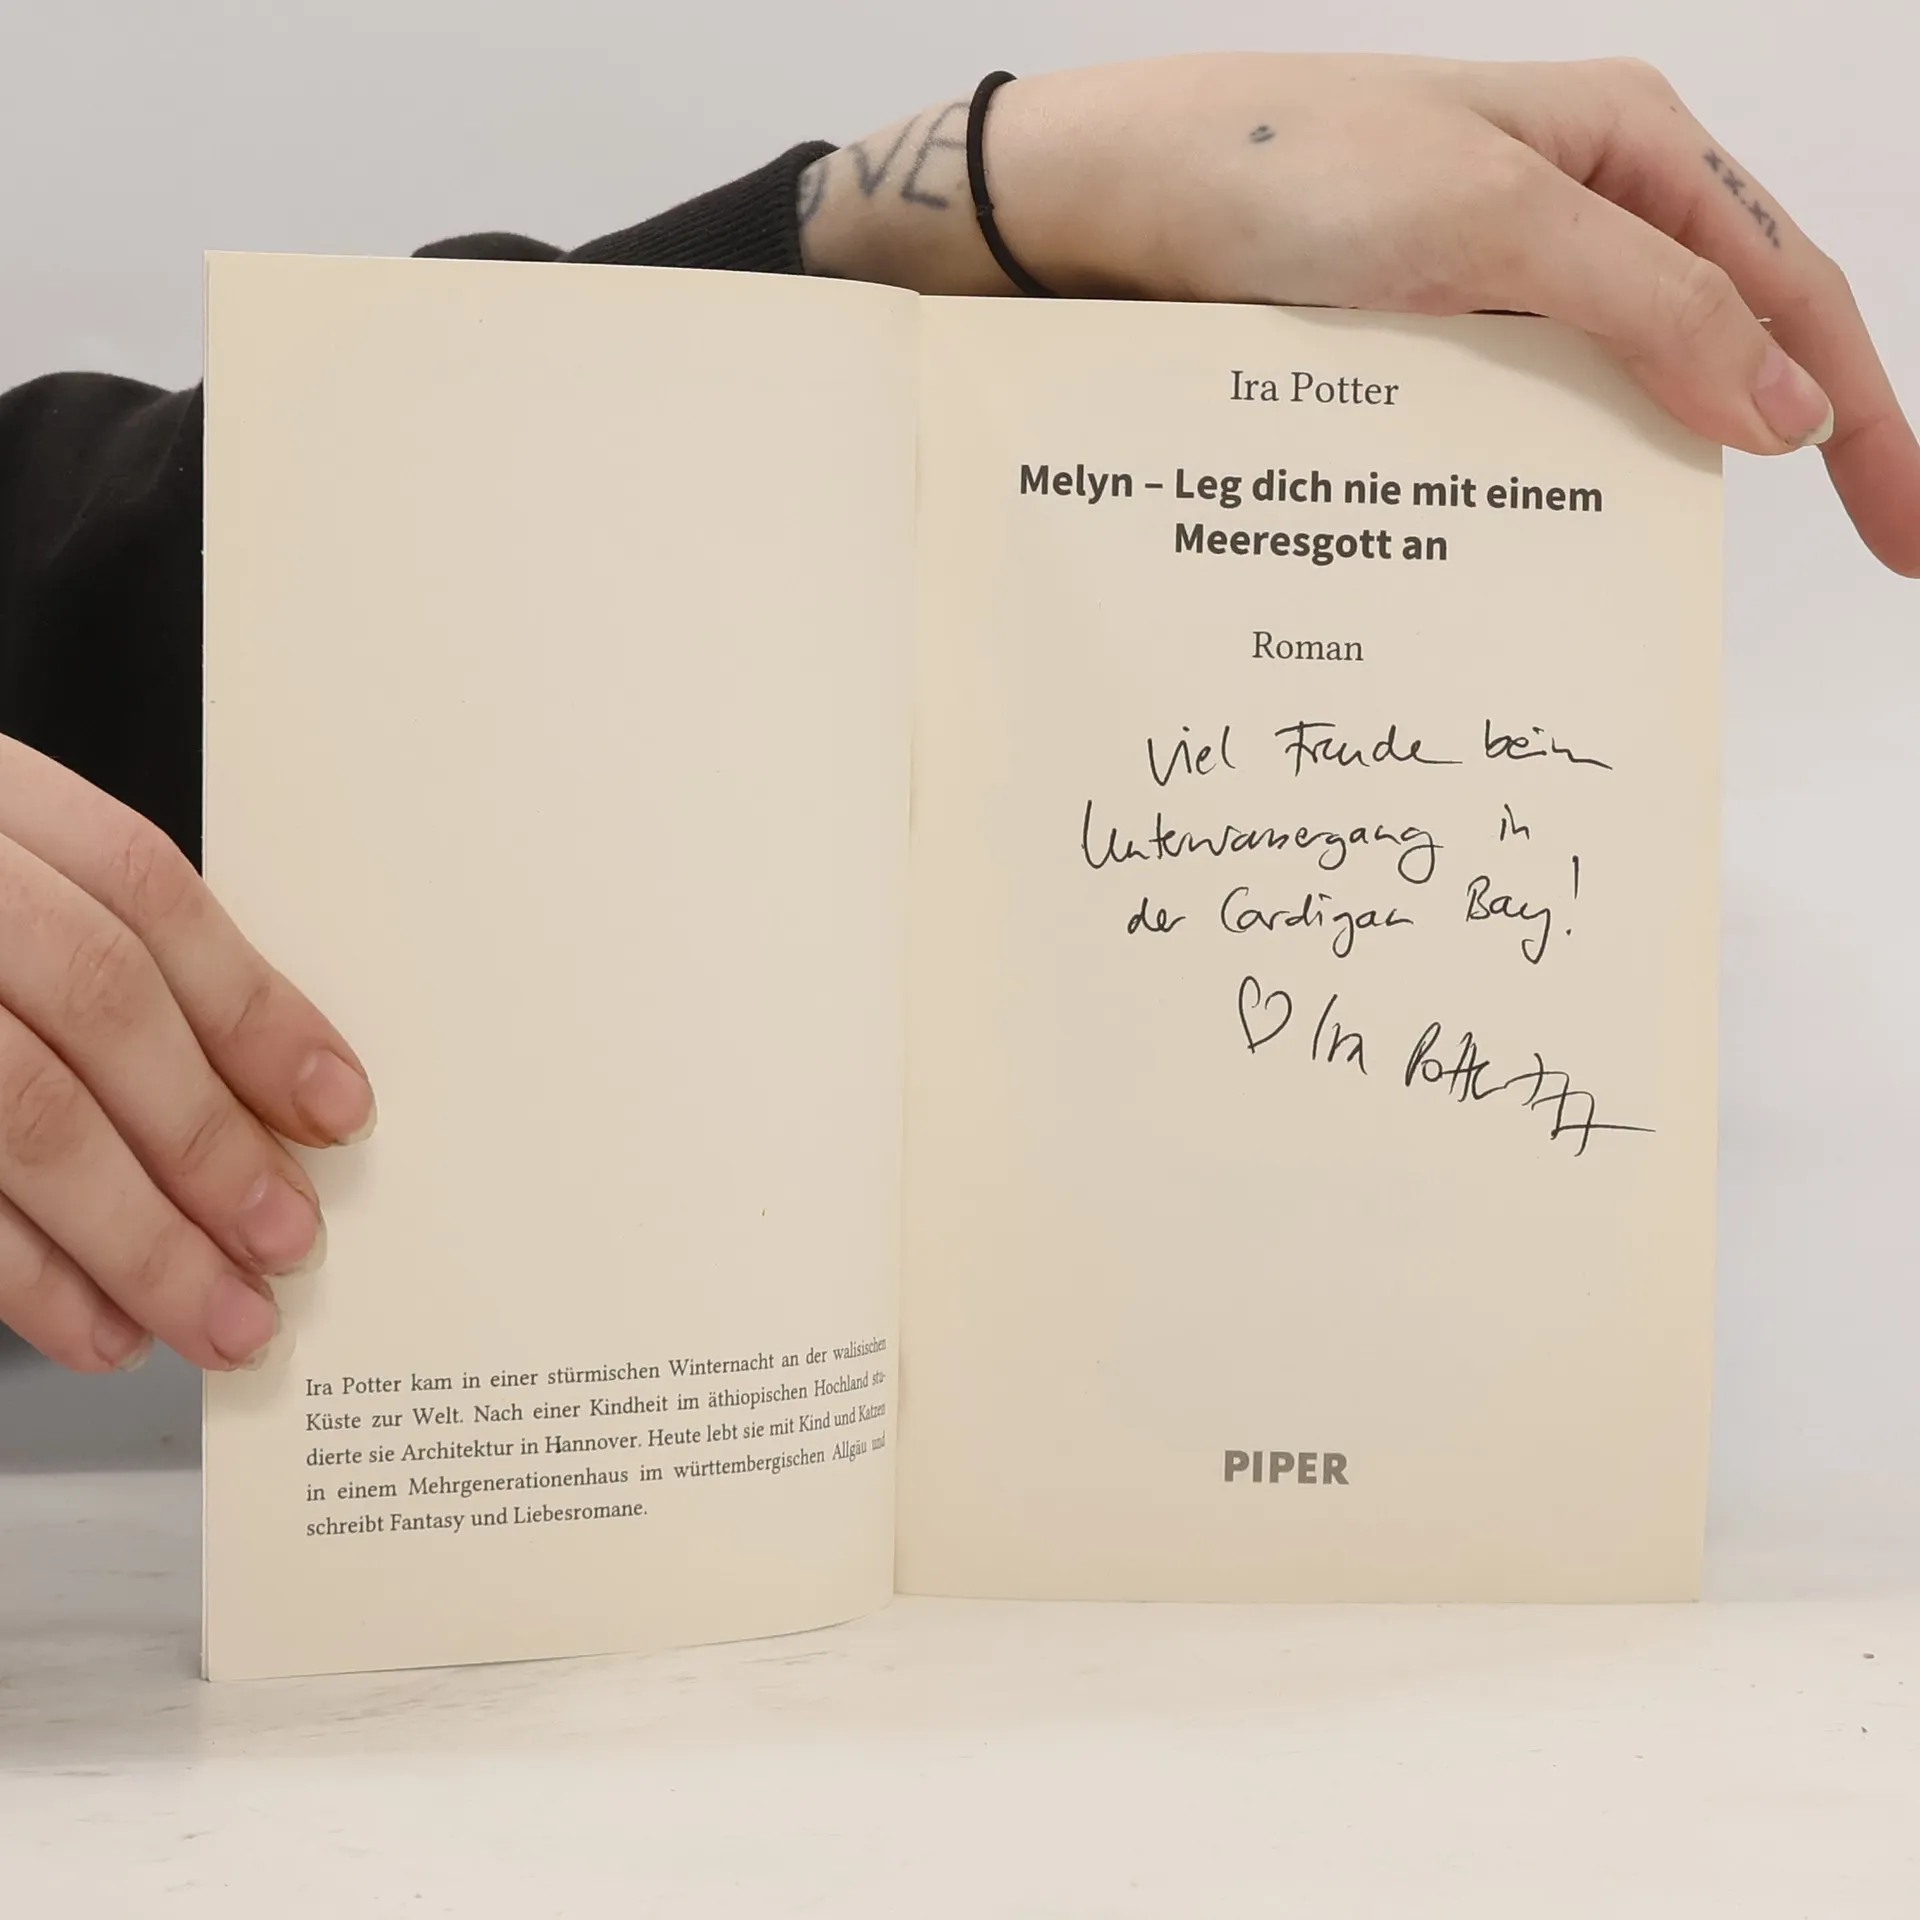 VE
xx.xi.
Ira Potter kam in einer stürmischen Winternacht an der walisischen
Küste zur Welt. Nach einer Kindheit im äthiopischen Hochland stu-
dierte sie Architektur in Hannover. Heute lebt sie mit Kind und Katzen
in einem Mehrgenerationenhaus im württembergischen Allgäu und
schreibt Fantasy und Liebesromane.
Ira Potter
Melyn – Leg dich nie mit einem
Meeresgott an
Roman
Viel Freude beim
Unterwassergang in
der Cardigan Bay!
♡ Ira Potter
PIPER